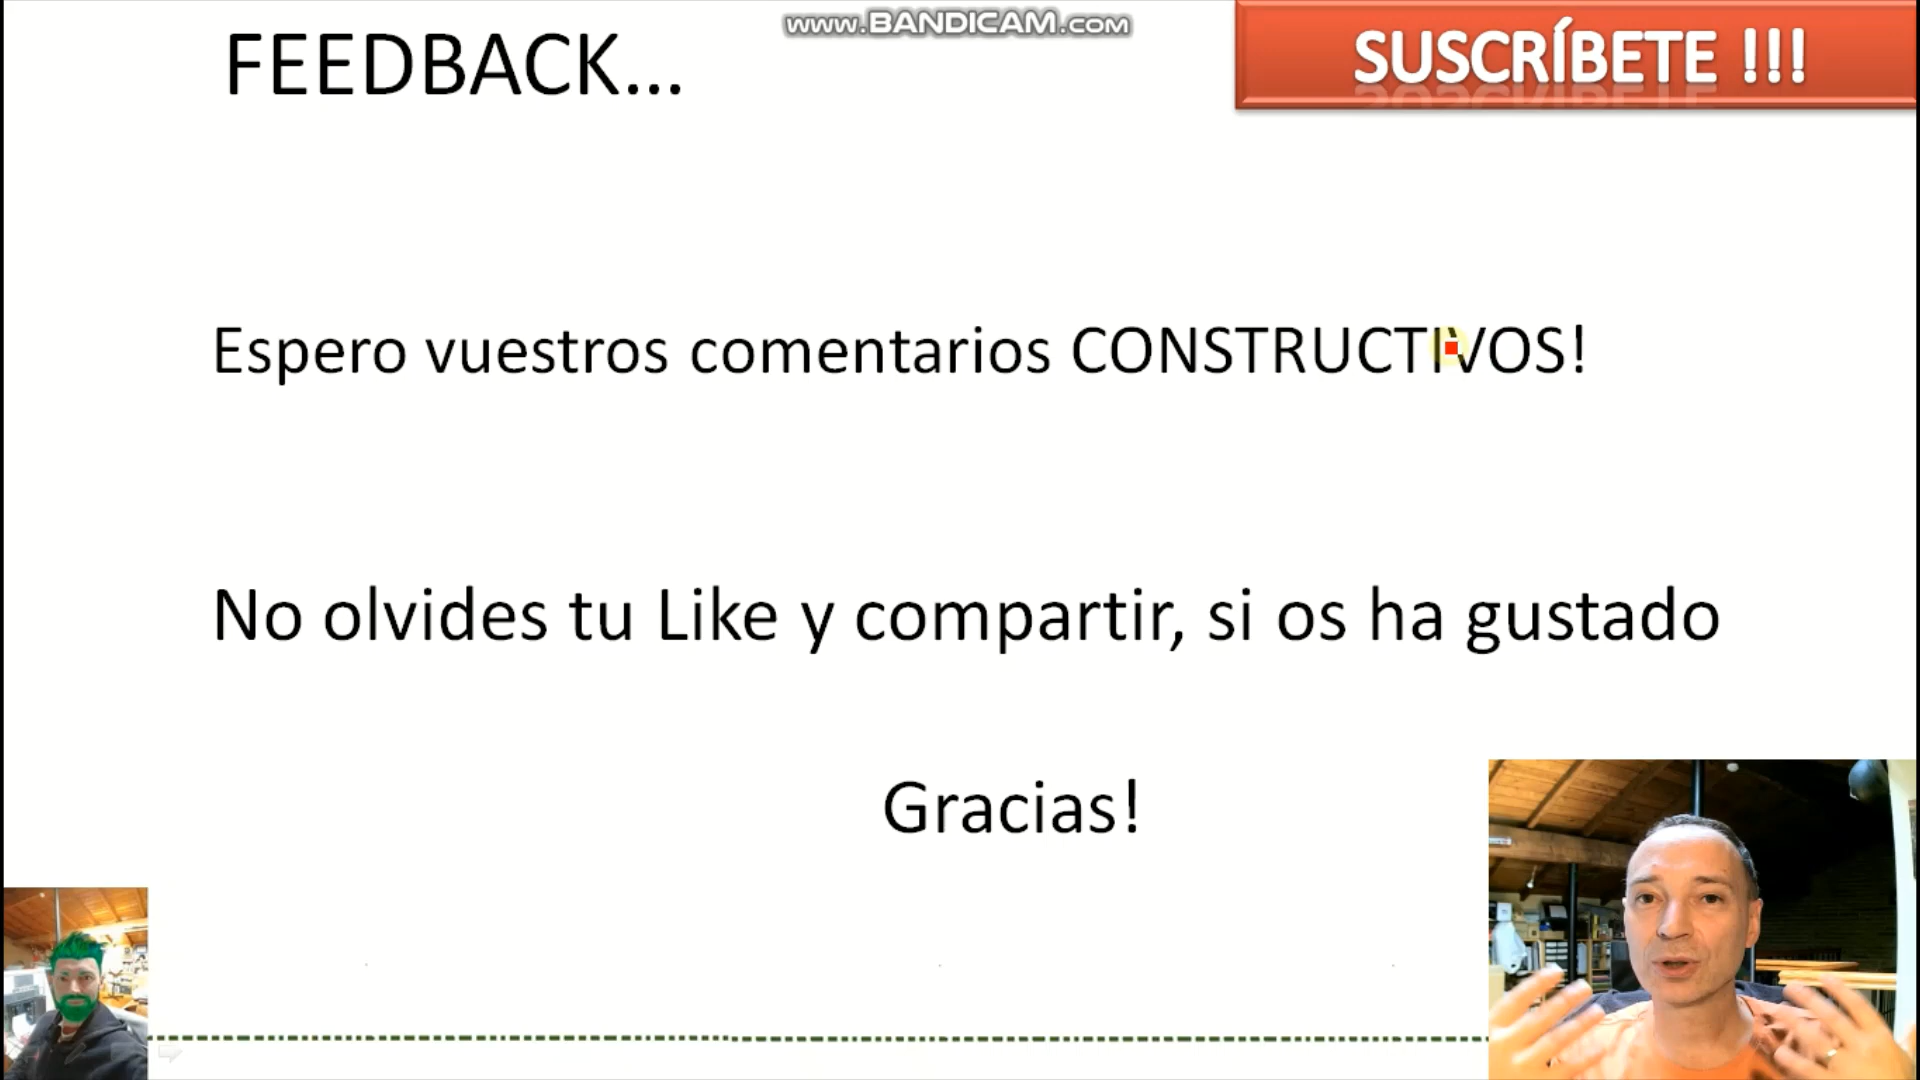 www.BANDICAM.com
FEEDBACK...
SUSCRÍBETE !!!
Espero vuestros comentarios CONSTRUCTIVOS!
No olvides tu Like y compartir, si os ha gustado
Gracias!